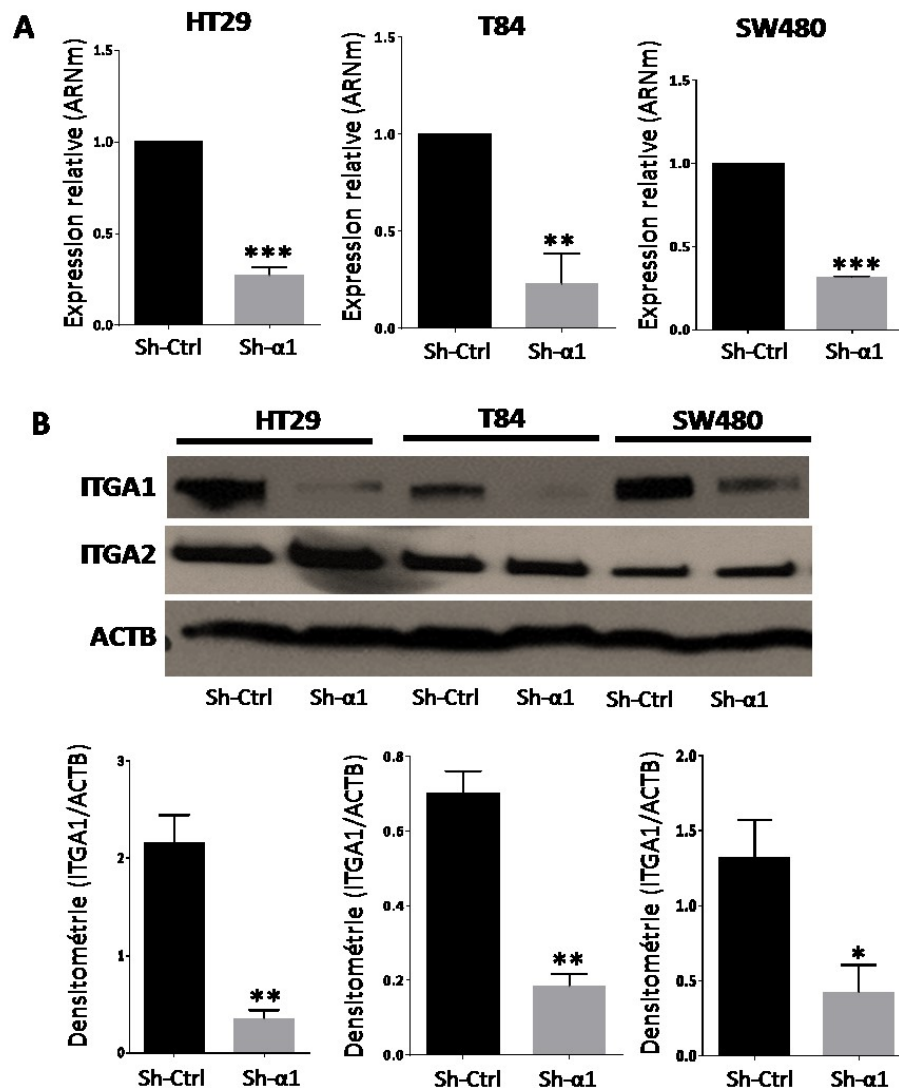 A
HT29
T84
SW480
Expression relative (ARNm)
1.5
1.0
0.5
0.0
***
Sh-Ctrl
Sh-α1
Expression relative (ARNm)
1.5
1.0
0.5
0.0
**
Sh-Ctrl
Sh-α1
Expression relative (ARNm)
1.5
1.0
0.5
0.0
***
Sh-Ctrl
Sh-α1
B
HT29
T84
SW480
ITGA1
ITGA2
ACTB
Sh-Ctrl Sh-α1 Sh-Ctrl Sh-α1 Sh-Ctrl Sh-α1
Densitométrie (ITGA1/ACTB)
3
2
1
0
**
Sh-Ctrl
Sh-α1
Densitométrie (ITGA1/ACTB)
0.8
0.6
0.4
0.2
0.0
**
Sh-Ctrl
Sh-α1
Densitométrie (ITGA1/ACTB)
2.0
1.5
1.0
0.5
0.0
*
Sh-Ctrl
Sh-α1